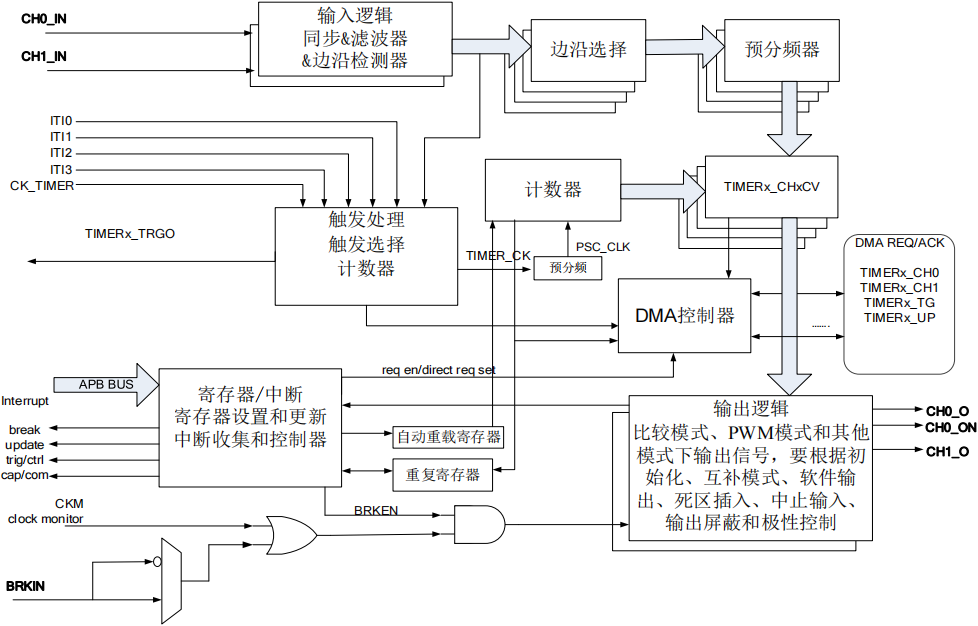 CH0_IN
CH1_IN
输入逻辑
同步&滤波器
&边沿检测器
边沿选择
预分频器
ITI0
ITI1
ITI2
ITI3
CK_TIMER
TIMERx_TRGO
触发处理
触发选择
计数器
计数器
TIMER_CK
PSC_CLK
预分频
TIMERx_CHxCV
DMA REQ/ACK
TIMERx_CH0
TIMERx_CH1
TIMERx_TG
TIMERx_UP
.......
DMA控制器
req en/direct req set
APB BUS
Interrupt
break
update
trig/ctrl
cap/com
寄存器/中断
寄存器设置和更新
中断收集和控制器
自动重载寄存器
重复寄存器
输出逻辑
比较模式、PWM模式和其他
模式下输出信号，要根据初
始化、互补模式、软件输
出、死区插入、中止输入、
输出屏蔽和极性控制
CH0_O
CH0_ON
CH1_O
CKM
clock monitor
BRKEN
BRKIN